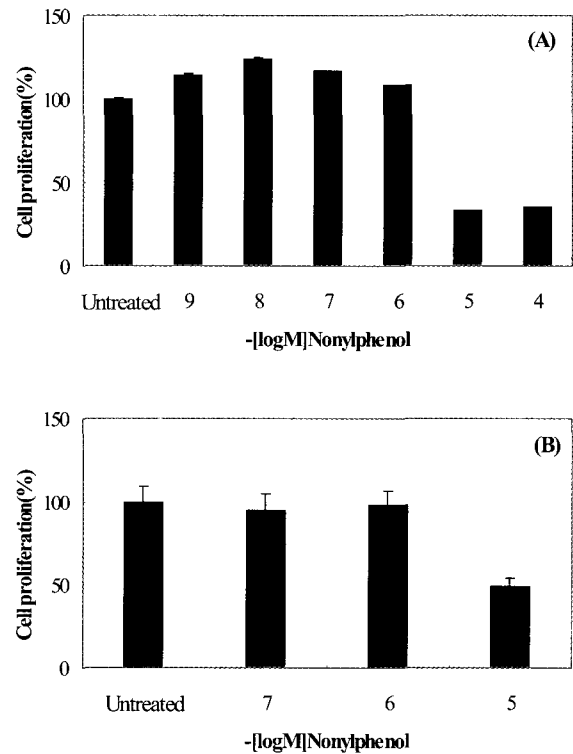 150
(A)
100
50
0
Cell proliferation(%)
Untreated 9 8 7 6 5 4
-[logM]Nonylphenol
150
(B)
100
50
0
Cell proliferation(%)
Untreated 7 6 5
-[logM]Nonylphenol